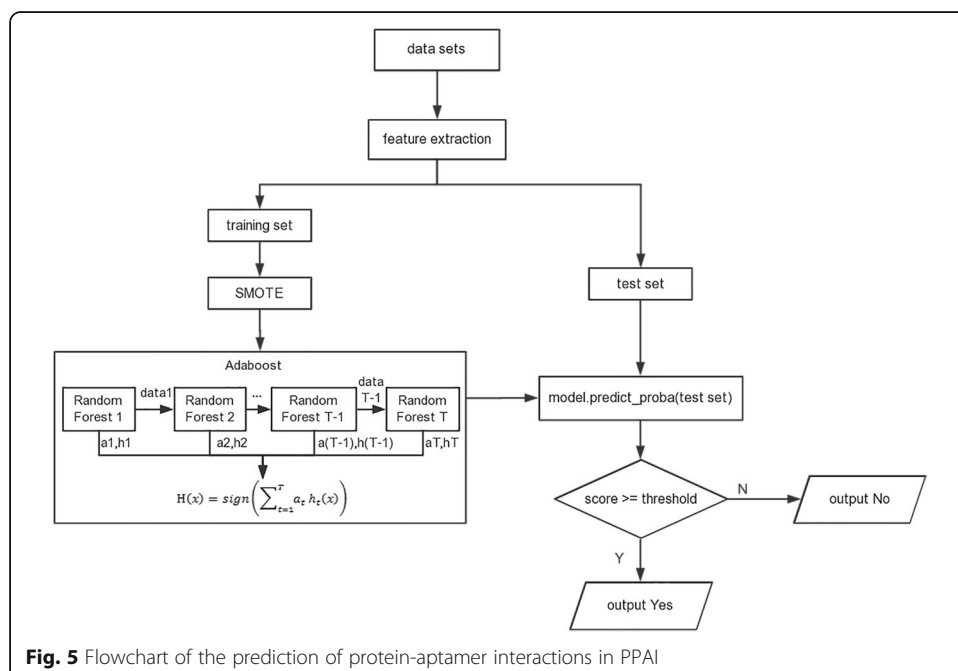 data sets
feature extraction
training set
SMOTE
test set
Adaboost
Random
Forest 1
data1
Random
Forest 2
...
Random
Forest T-1
data
T-1
Random
Forest T
a1,h1
a2,h2
a(T-1),h(T-1)
aT,hT
H(x) = sign(∑_{t=1}^{T} a_t h_t(x))
model.predict_proba(test set)
score >= threshold
N
output No
Y
output Yes
Fig. 5 Flowchart of the prediction of protein-aptamer interactions in PPAI